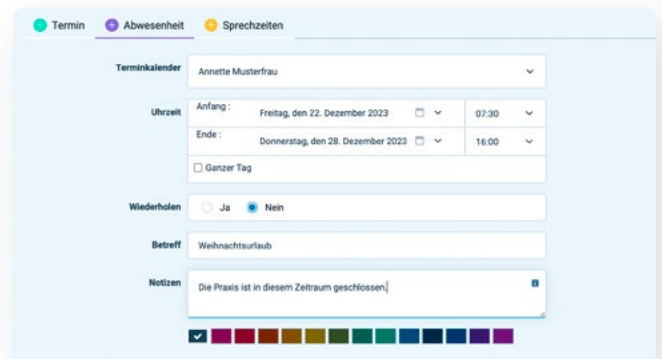 Termin Abwesenheit Sprechzeiten
Terminkalender Annette Musterfrau
Uhrzeit Anfang : Freitag, den 22. Dezember 2023 07:30
Ende : Donnerstag, den 28. Dezember 2023 16:00
Ganzer Tag
Wiederholen Ja Nein
Betreff Weihnachtsurlaub
Notizen Die Praxis ist in diesem Zeitraum geschlossen.